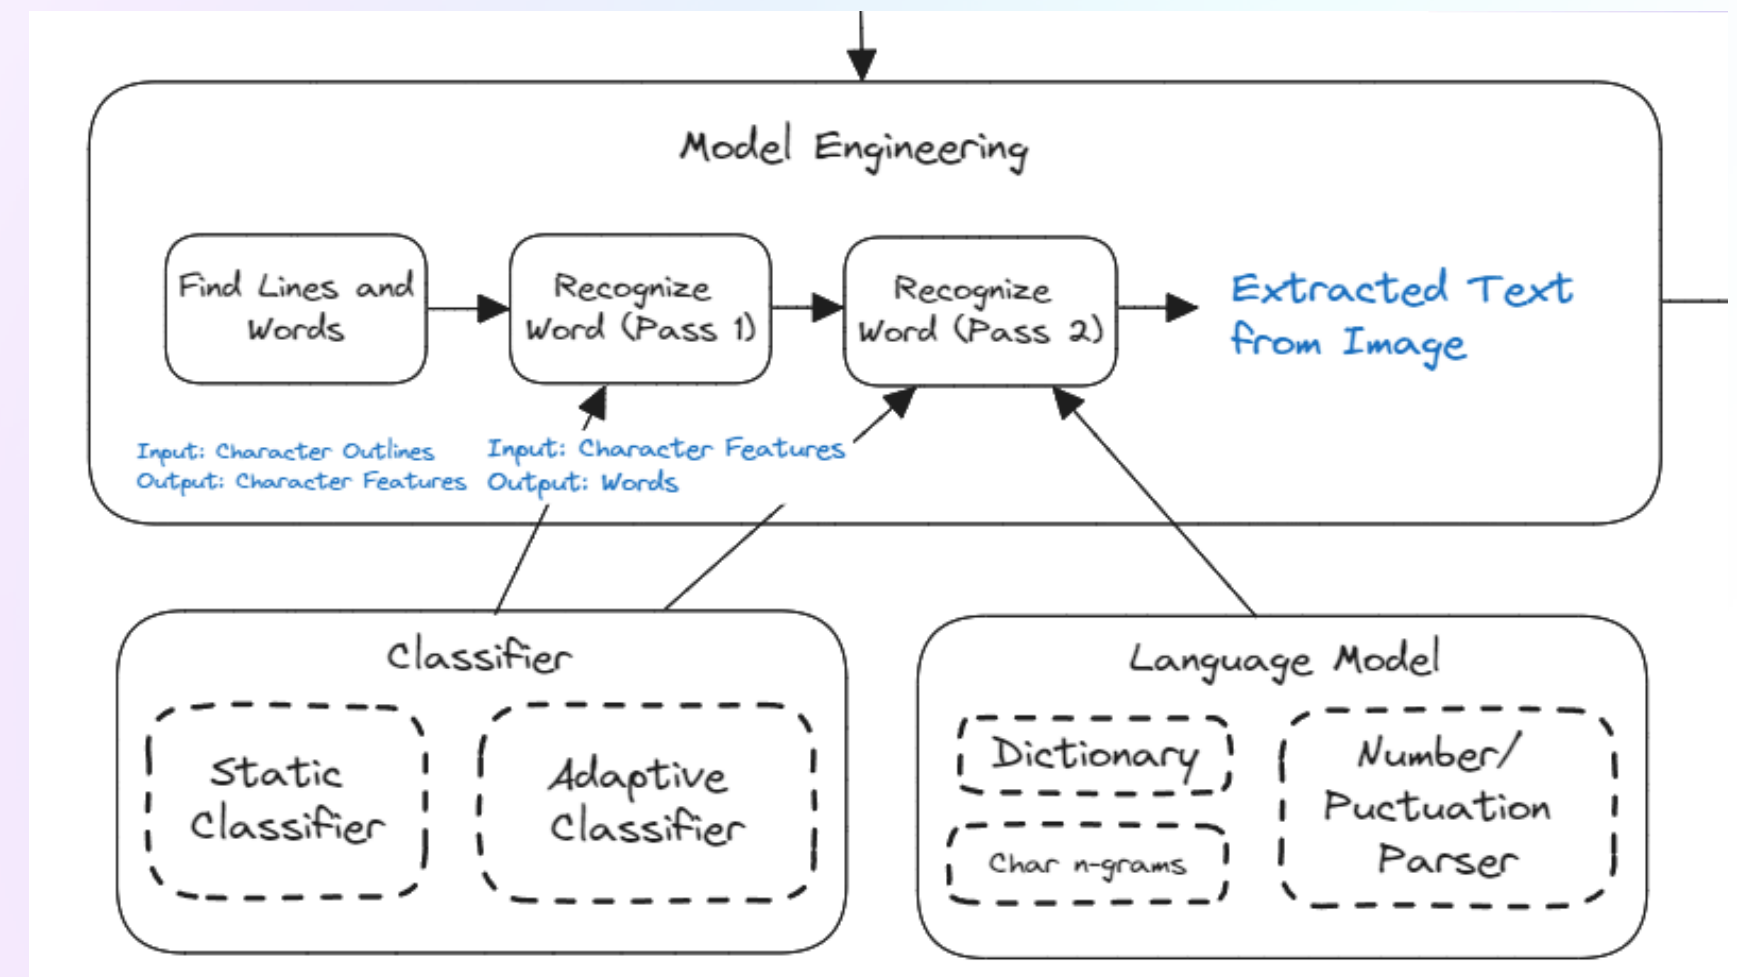 Model Engineering
Find Lines and
Words
Recognize
Word (Pass 1)
Recognize
Word (Pass 2)
Extracted Text
from Image
Input: Character Outlines
Output: Character Features
Input: Character Features
Output: Words
Classifier
Static
Classifier
Adaptive
Classifier
Language Model
Dictionary
Char n-grams
Number/
Puctuation
Parser